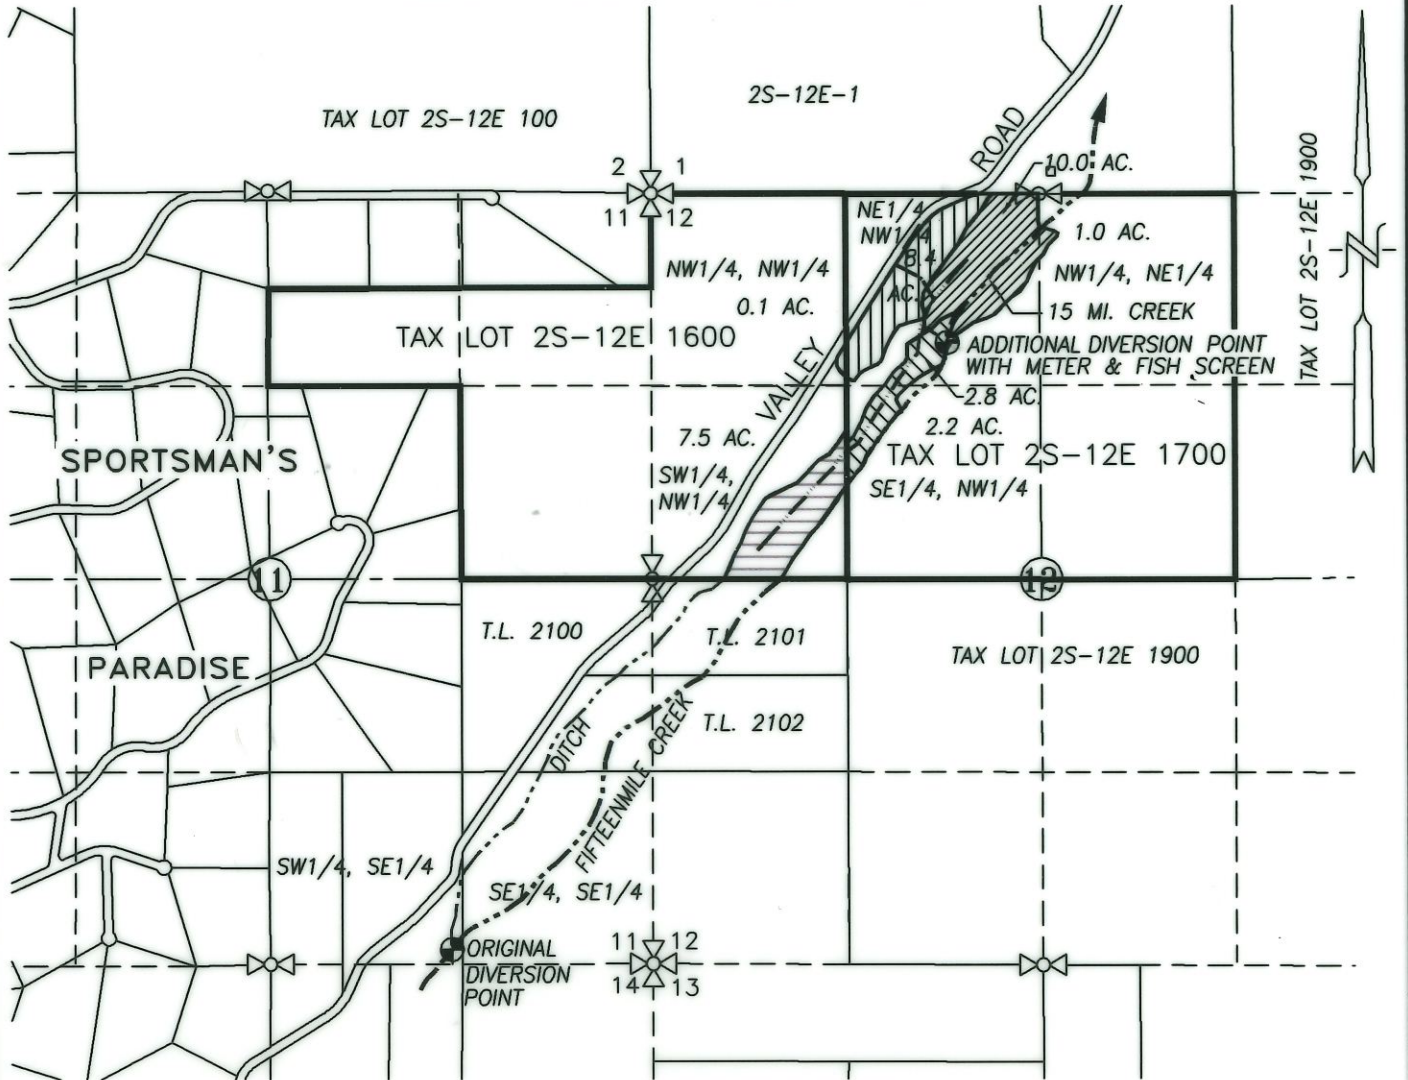 TAX LOT 2S-12E 100
2S-12E-1
ROAD
10.0 AC.
TAX LOT 2S-12E 1900
2 1
11 12
NE1/4
NW1/4
8.4
AC.
1.0 AC.
NW1/4, NW1/4
NW1/4, NE1/4
0.1 AC.
15 MI. CREEK
TAX LOT 2S-12E 1600
ADDITIONAL DIVERSION POINT
WITH METER & FISH SCREEN
VALLEY
2.8 AC.
2.2 AC.
7.5 AC.
TAX LOT 2S-12E 1700
SPORTSMAN'S
SW1/4,
NW1/4
SE1/4, NW1/4
N
11
12
T.L. 2100
T.L. 2101
TAX LOT 2S-12E 1900
PARADISE
T.L. 2102
DITCH
FIFTEENMILE CREEK
SW1/4, SE1/4
SE1/4, SE1/4
ORIGINAL
DIVERSION
POINT
11 12
14 13